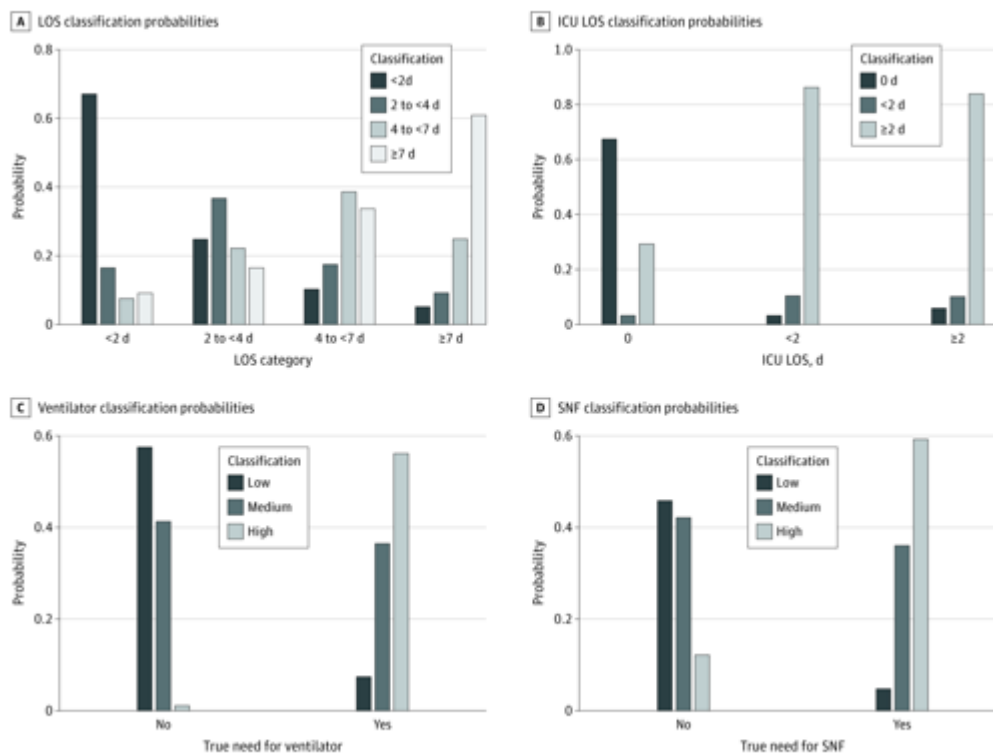 A LOS classification probabilities
0.8
0.6
0.4
0.2
0
Probability
Classification
<2d
2 to <4 d
4 to <7 d
≥7 d
<2 d
2 to <4 d
4 to <7 d
≥7 d
LOS category
B ICU LOS classification probabilities
1.0
0.8
0.6
0.4
0.2
0
Probability
Classification
0 d
<2 d
≥2 d
0
<2
≥2
ICU LOS, d
C Ventilator classification probabilities
0.6
0.4
0.2
0
Probability
Classification
Low
Medium
High
No
Yes
True need for ventilator
D SNF classification probabilities
0.6
0.4
0.2
0
Probability
Classification
Low
Medium
High
No
Yes
True need for SNF